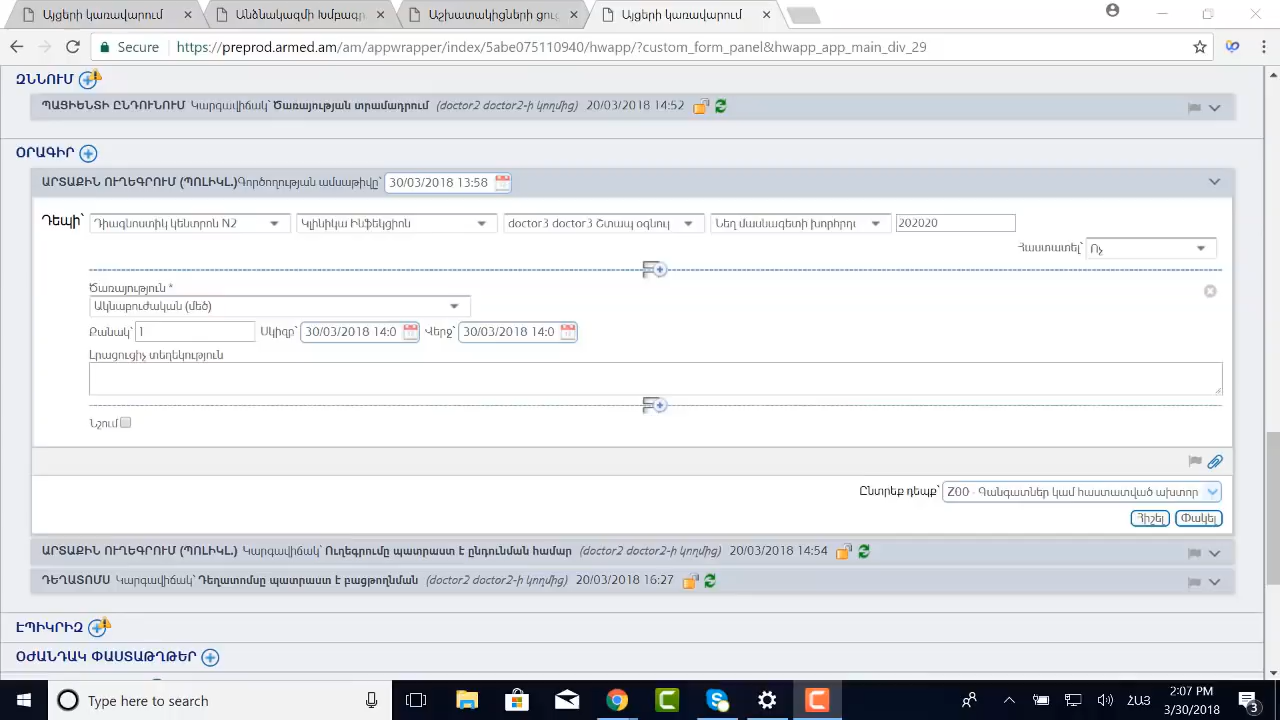 Այցերի կառավարում
Անձնակազմի Խմբագր
Աշխատակիցների ցուց
Այցերի կառավարում
Secure https://preprod.armed.am/am/appwrapper/index/5abe075110940/hwapp/?custom_form_panel&hwapp_app_main_div_29
ԶՆՆՈՒՄ
ՊԱՑԻԵՆՏԻ ԸՆԴՈՒՆՈՒՄ Կարգավիճակ՝ Ծառայության տրամադրում (doctor2 doctor2-ի կողմից) 20/03/2018 14:52
ՕՐԱԳԻՐ
ԱՐՏԱՔԻՆ ՈՒՂԵԳՐՈՒՄ (ՊՈԼԻԿԼ.) Գործողության ամսաթիվը՝ 30/03/2018 13:58
Դեպի՝ Դիագնոստիկ կենտրոն N2 Կլինիկա Ինֆեկցիոն doctor3 doctor3 Շտապ օգնու Նեղ մասնագետի խորհրդա 202020
Հաստատել՝ Ոչ
Ծառայություն *
Ակնաբուժական (մեծ)
Քանակ՝ 1 Սկիզբ՝ 30/03/2018 14:0 Վերջ՝ 30/03/2018 14:0
Լրացուցիչ տեղեկություն
Նշում
Ընտրեք դեպք՝ Z00 - Գանգատներ կամ հաստատված ախտոր
Հիշել Փակել
ԱՐՏԱՔԻՆ ՈՒՂԵԳՐՈՒՄ (ՊՈԼԻԿԼ.) Կարգավիճակ՝ Ուղեգրումը պատրաստ է ընդունման համար (doctor2 doctor2-ի կողմից) 20/03/2018 14:54
ԴԵՂԱՏՈՄՍ Կարգավիճակ՝ Դեղատոմսը պատրաստ է բացթողնման (doctor2 doctor2-ի կողմից) 20/03/2018 16:27
ԷՊԻԿՐԻԶ
ՕԺԱՆԴԱԿ ՓԱՍՏԱԹՂԹԵՐ
Type here to search
ՀԱՅ
2:07 PM
3/30/2018
3